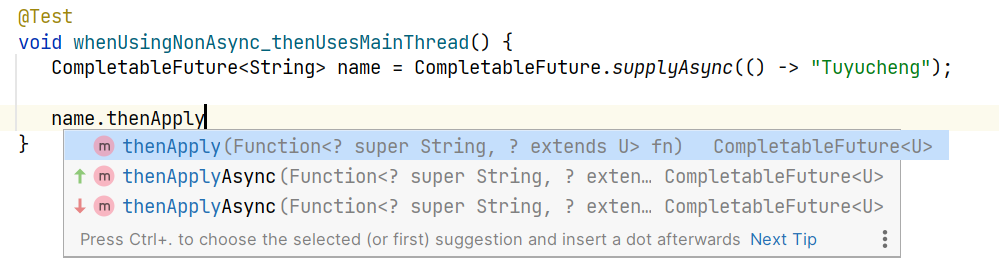 @Test
void whenUsingNonAsync_thenUsesMainThread() {
CompletableFuture<String> name = CompletableFuture.supplyAsync(() -> "Tuyucheng");
name.thenApply
}
m thenApply(Function<? super String, ? extends U> fn) CompletableFuture<U>
↑ m thenApplyAsync(Function<? super String, ? exten… CompletableFuture<U>
↓ m thenApplyAsync(Function<? super String, ? exten… CompletableFuture<U>
Press Ctrl+. to choose the selected (or first) suggestion and insert a dot afterwards Next Tip